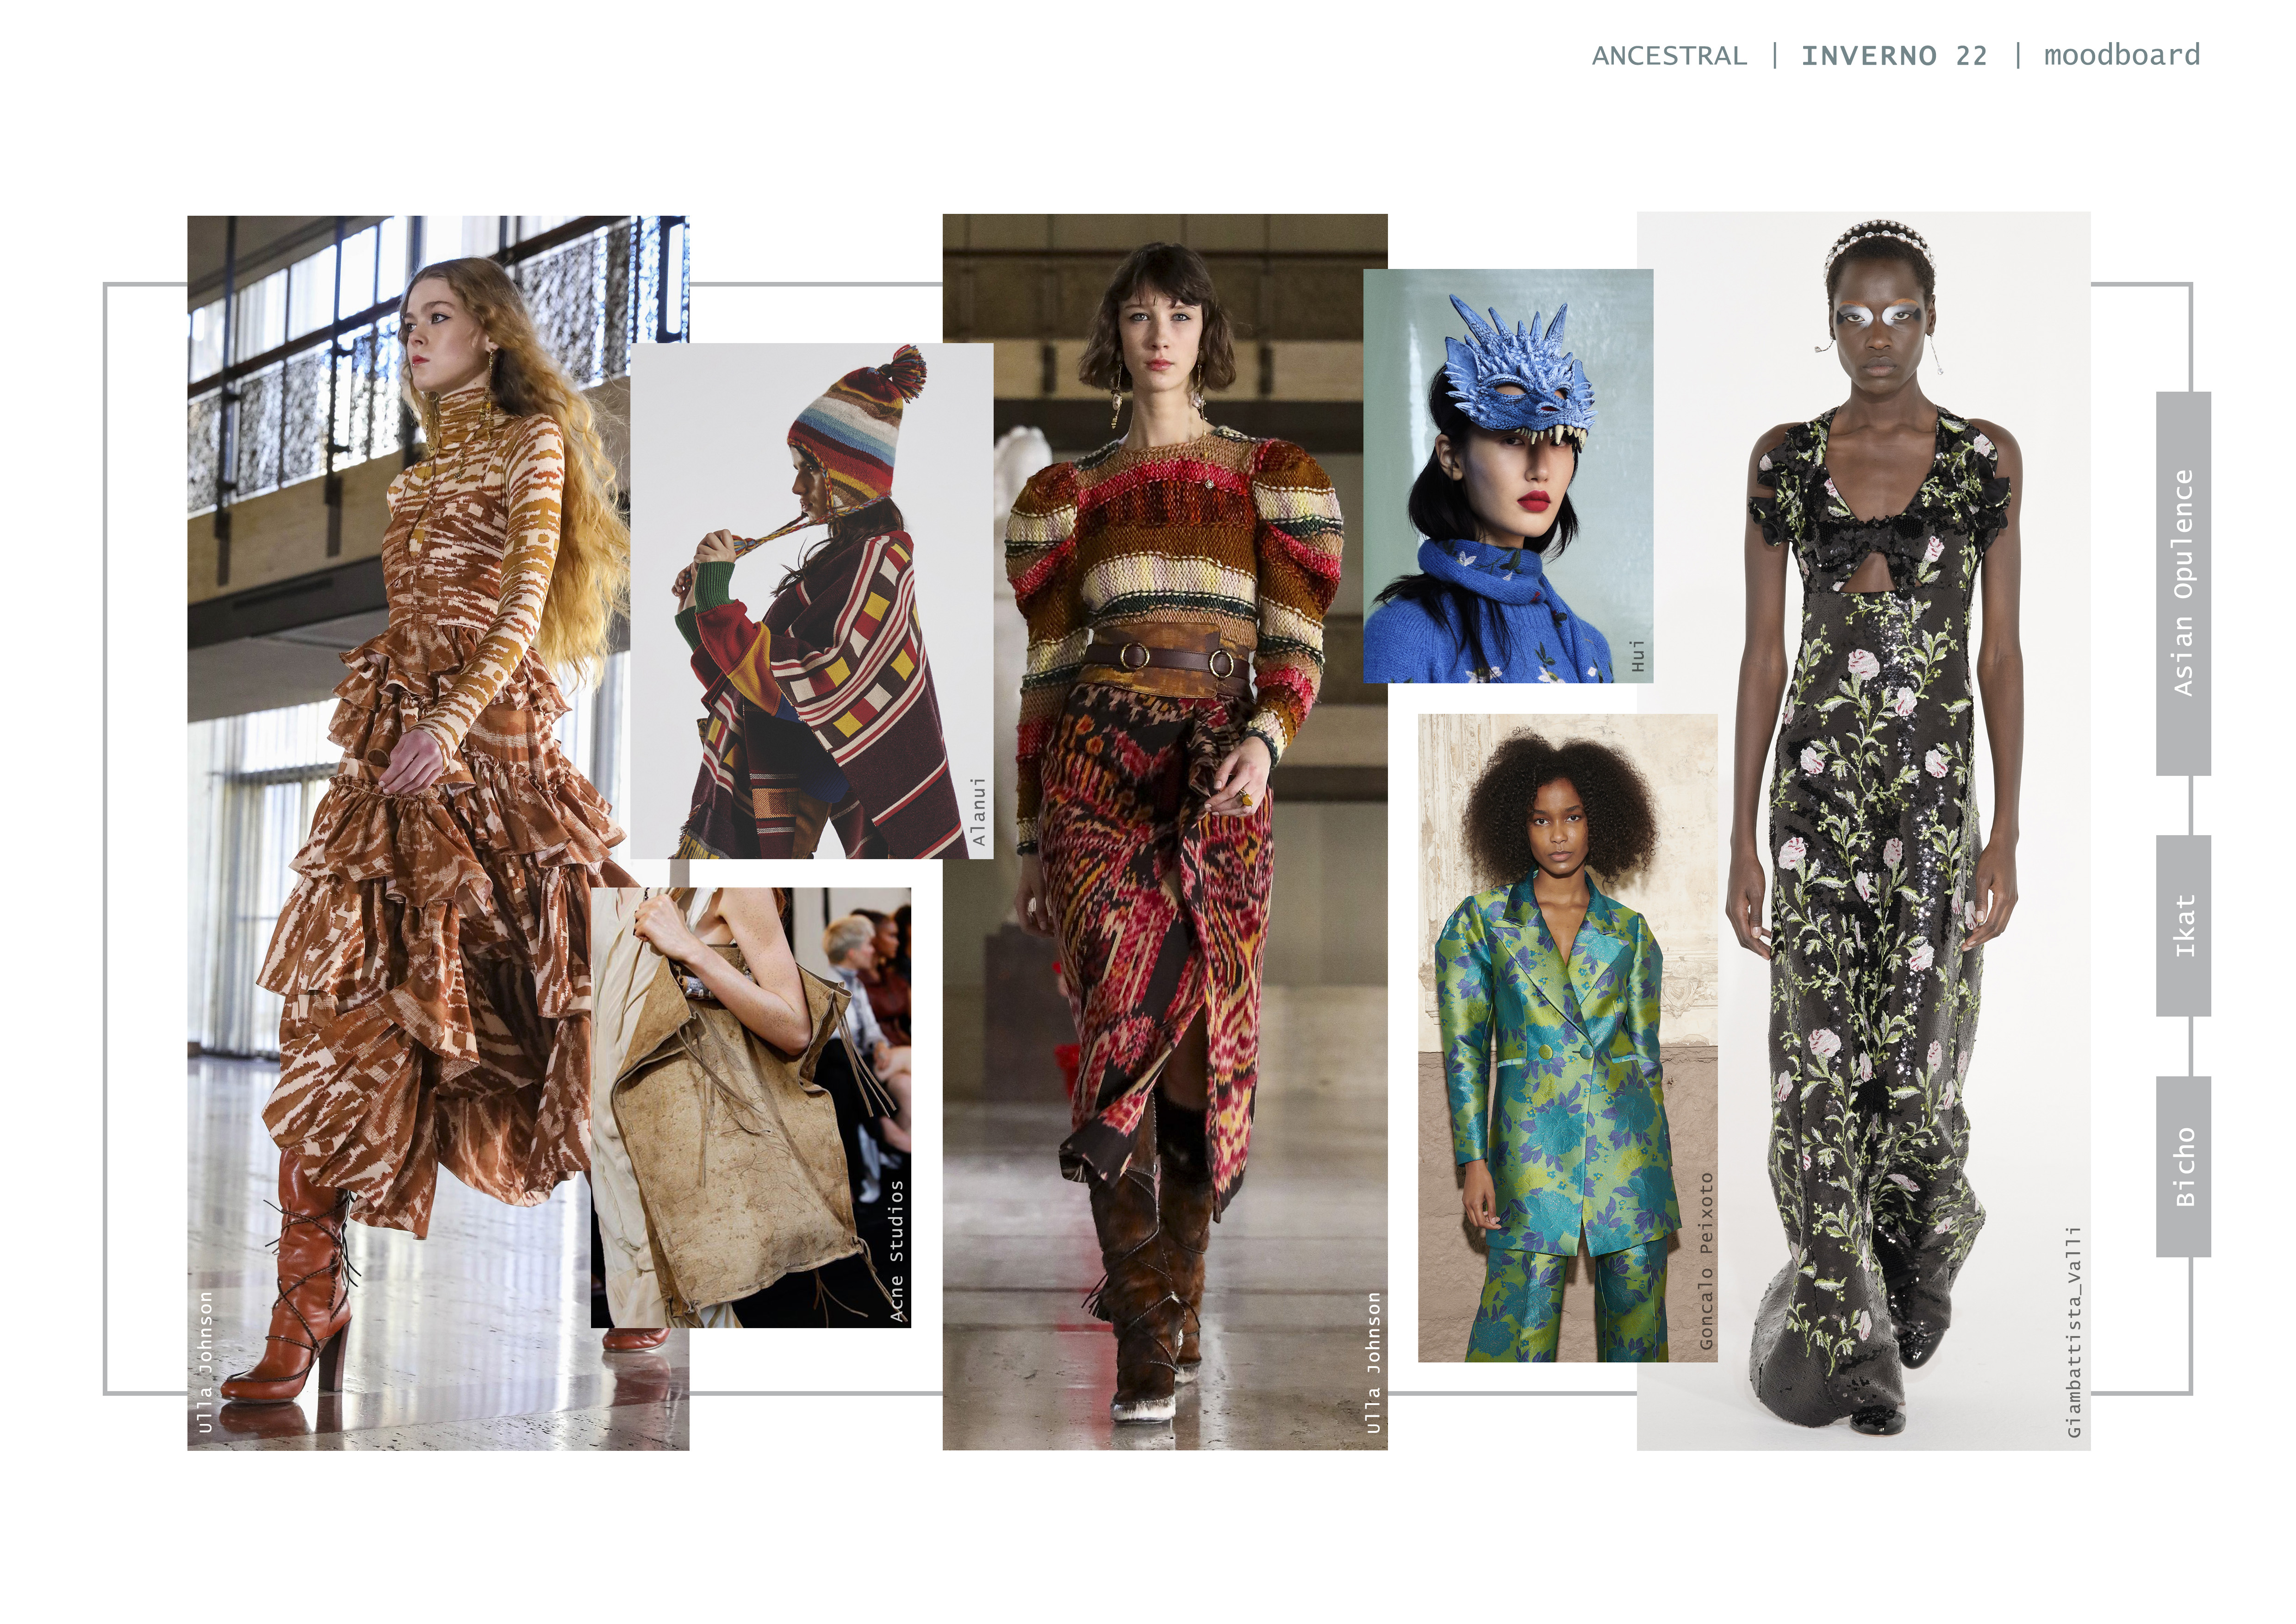 ANCESTRAL | INVERNO 22 | moodboard
Ulla Johnson
Alanui
Acne Studios
Ulla Johnson
Hui
Goncalo Peixoto
Giambattista_Valli
Asian Opulence
Ikat
Bicho